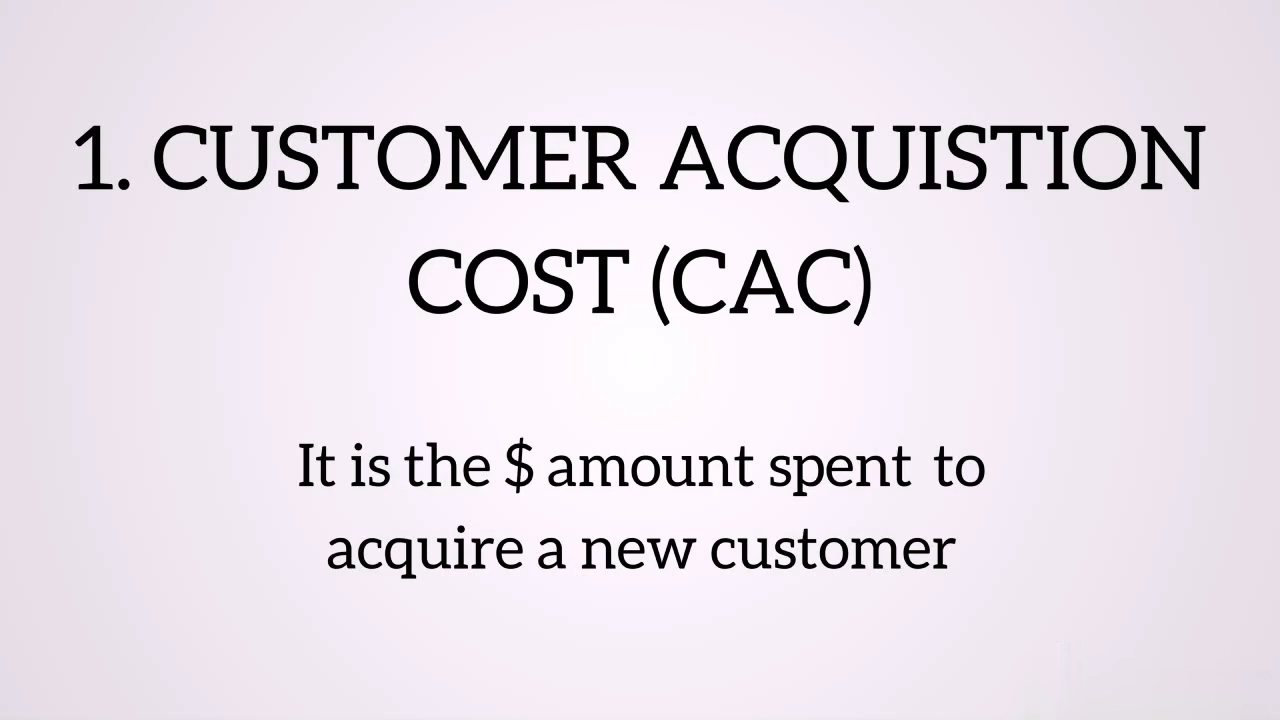 1. CUSTOMER ACQUISTION
COST (CAC)
It is the $ amount spent to
acquire a new customer